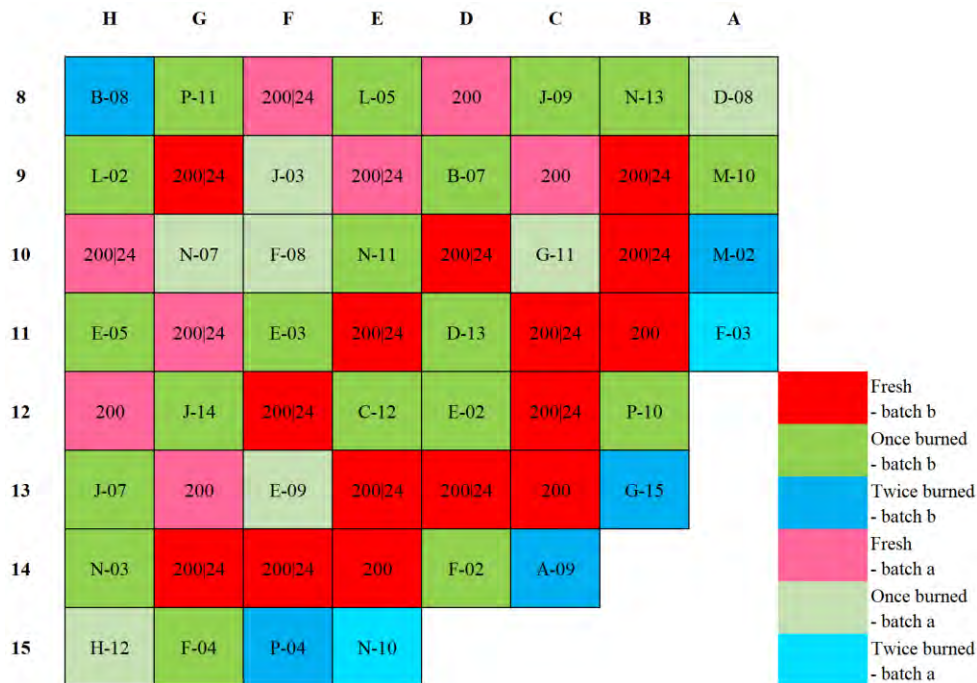 H G F E D C B A
8 B-08 P-11 200|24 L-05 200 J-09 N-13 D-08
9 L-02 200|24 J-03 200|24 B-07 200 200|24 M-10
10 200|24 N-07 F-08 N-11 200|24 G-11 200|24 M-02
11 E-05 200|24 E-03 200|24 D-13 200|24 200 F-03
12 200 J-14 200|24 C-12 E-02 200|24 P-10
13 J-07 200 E-09 200|24 200|24 200 G-15
14 N-03 200|24 200|24 200 F-02 A-09
15 H-12 F-04 P-04 N-10
Fresh
- batch b
Once burned
- batch b
Twice burned
- batch b
Fresh
- batch a
Once burned
- batch a
Twice burned
- batch a